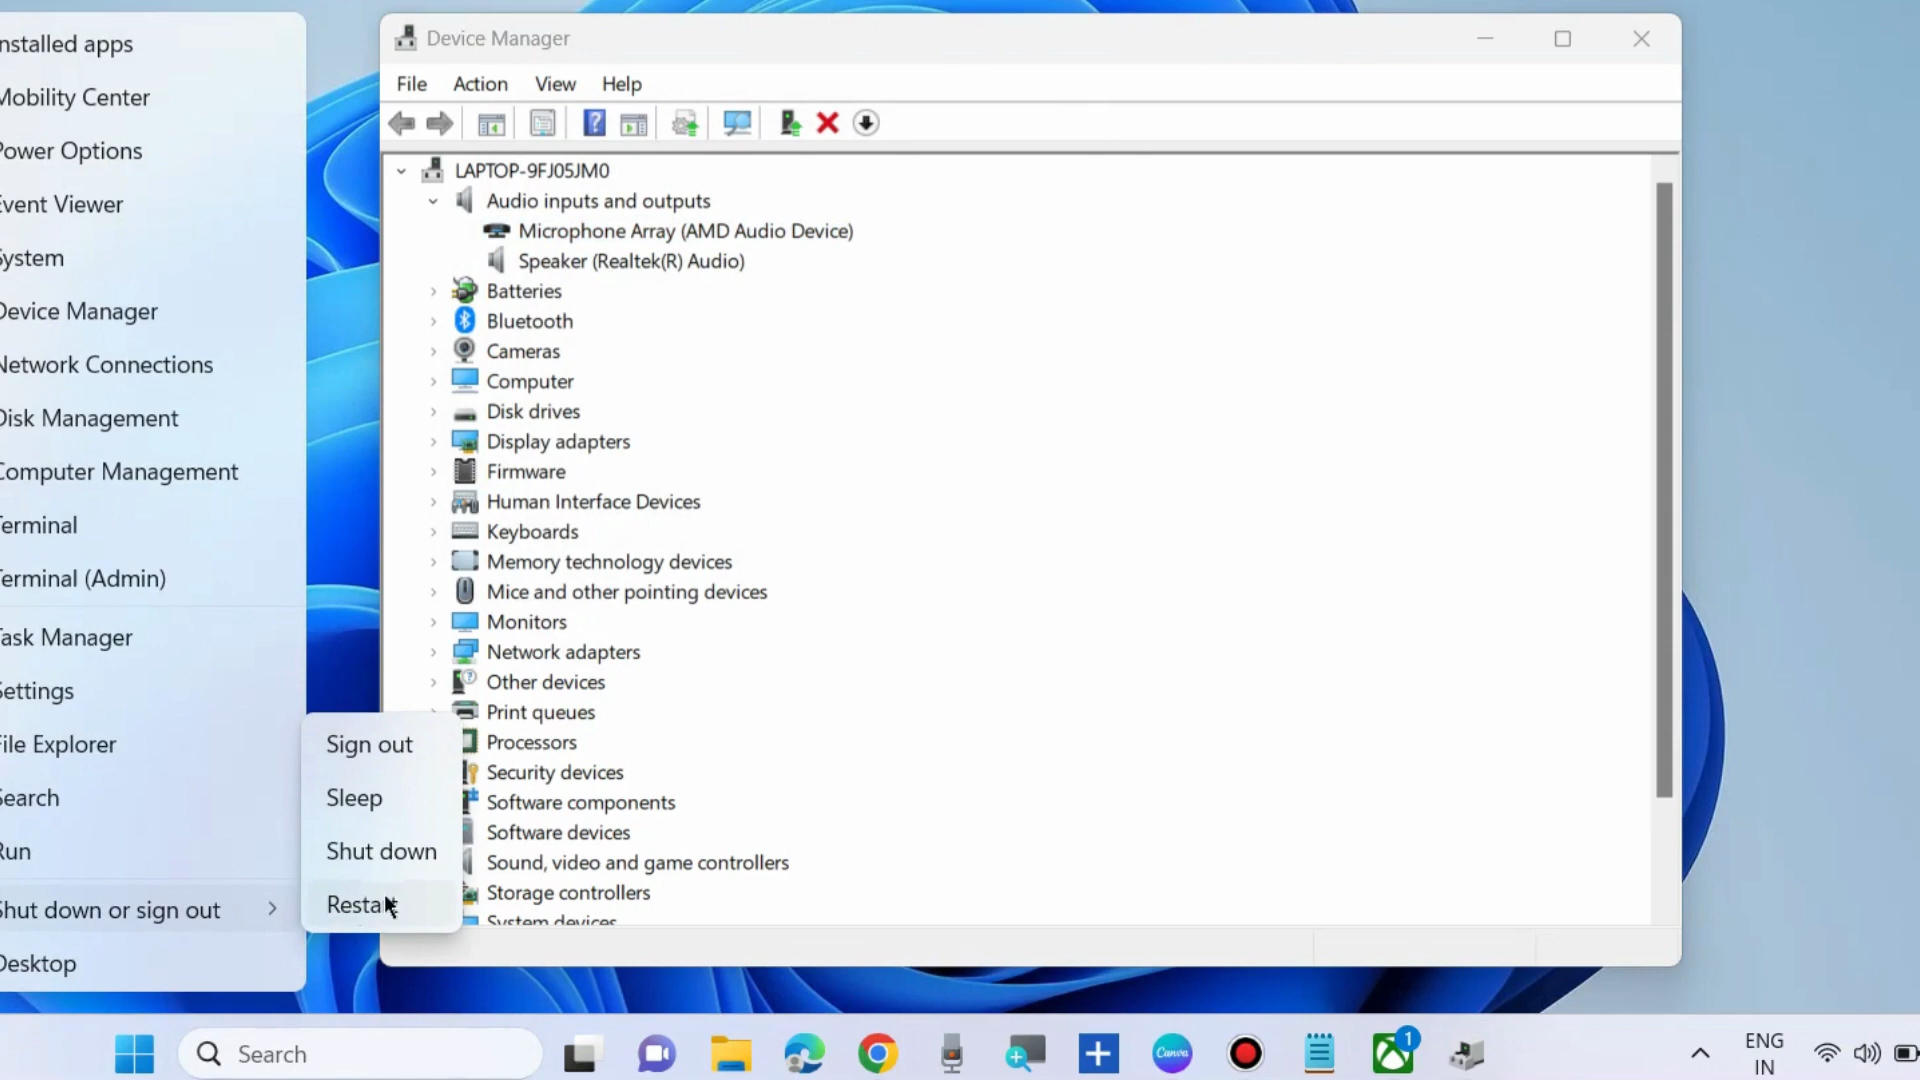 nstalled apps
Mobility Center
Power Options
Event Viewer
System
Device Manager
Network Connections
Disk Management
Computer Management
Terminal
Terminal (Admin)
Task Manager
Settings
File Explorer
Search
Run
Shut down or sign out
Desktop
Sign out
Sleep
Shut down
Restart
Device Manager
File Action View Help
LAPTOP-9FJ05JM0
Audio inputs and outputs
Microphone Array (AMD Audio Device)
Speaker (Realtek(R) Audio)
Batteries
Bluetooth
Cameras
Computer
Disk drives
Display adapters
Firmware
Human Interface Devices
Keyboards
Memory technology devices
Mice and other pointing devices
Monitors
Network adapters
Other devices
Print queues
Processors
Security devices
Software components
Software devices
Sound, video and game controllers
Storage controllers
System devices
Search
Canva
1
ENG
IN